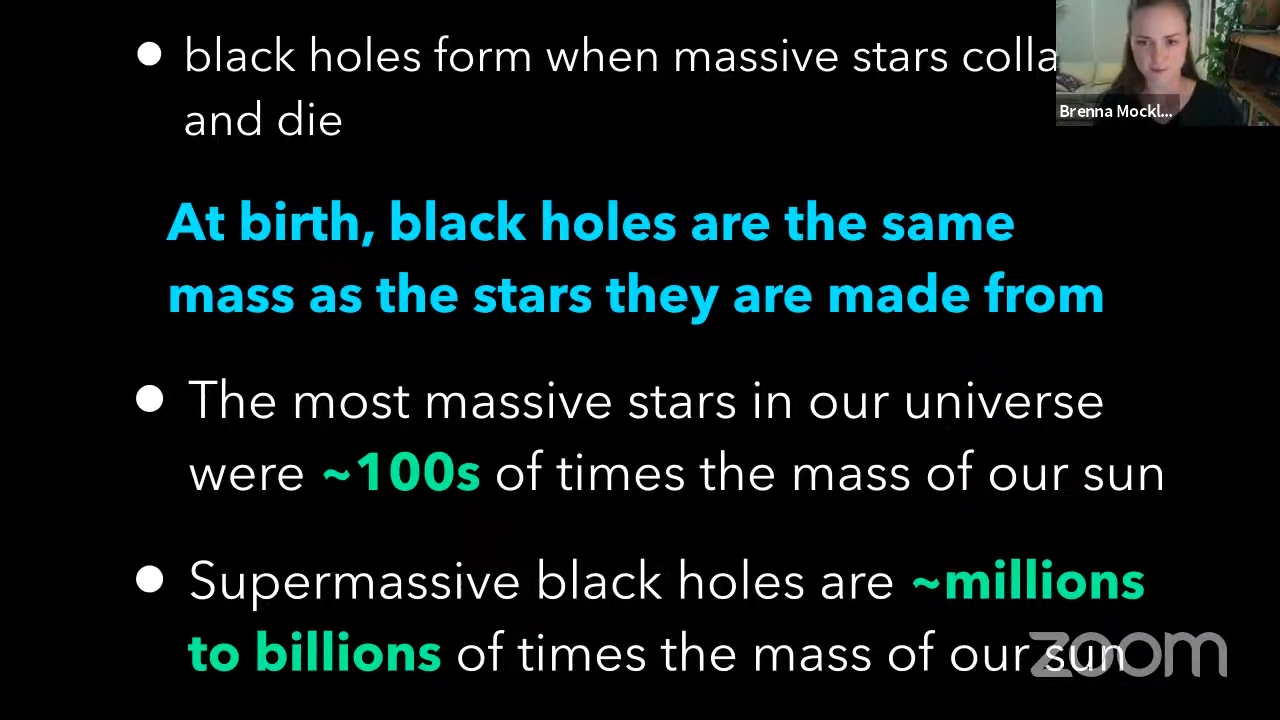 black holes form when massive stars colla
and die
At birth, black holes are the same
mass as the stars they are made from
The most massive stars in our universe
were ~100s of times the mass of our sun
Supermassive black holes are ~millions
to billions of times the mass of our sun
Brenna Mockl...
zoom